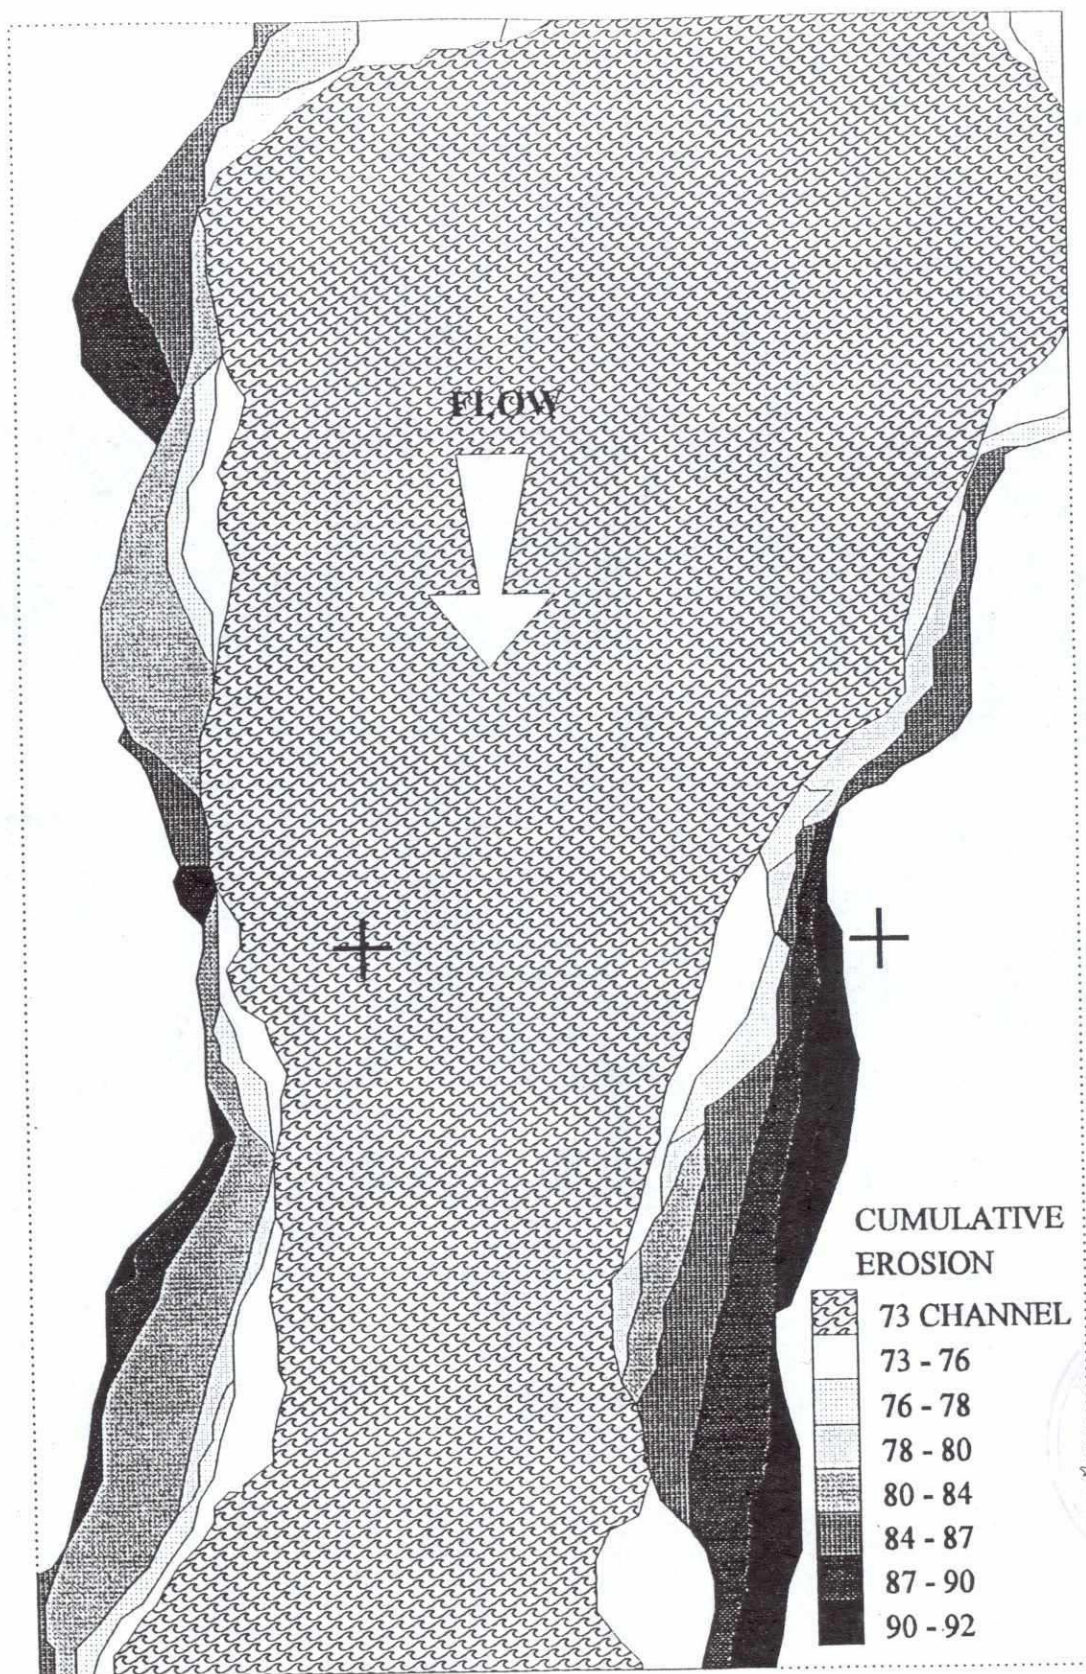 FLOW
CUMULATIVE
EROSION
73 CHANNEL
73 - 76
76 - 78
78 - 80
80 - 84
84 - 87
87 - 90
90 - 92